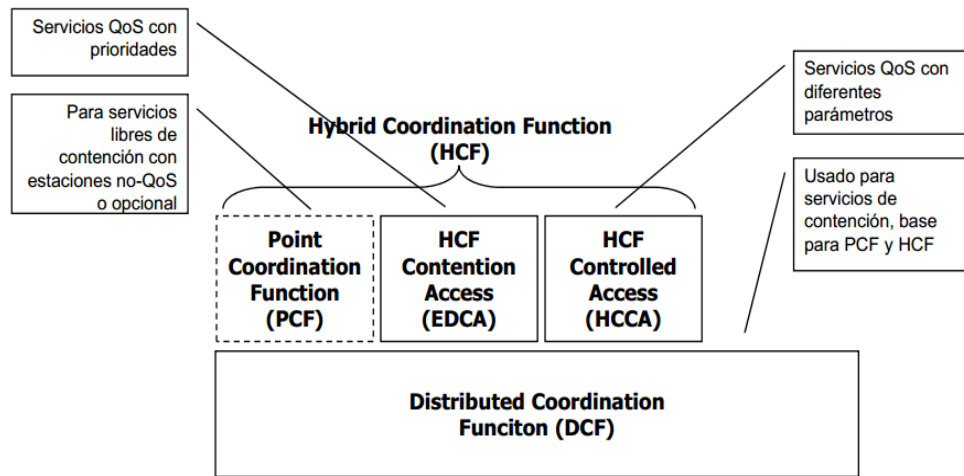 Servicios QoS con
prioridades
Para servicios
libres de
contención con
estaciones no-QoS
o opcional
Hybrid Coordination Function
(HCF)
Servicios QoS con
diferentes
parámetros
Usado para
servicios de
contención, base
para PCF y HCF
Point
Coordination
Function
(PCF)
HCF
Contention
Access
(EDCA)
HCF
Controlled
Access
(HCCA)
Distributed Coordination
Funciton (DCF)